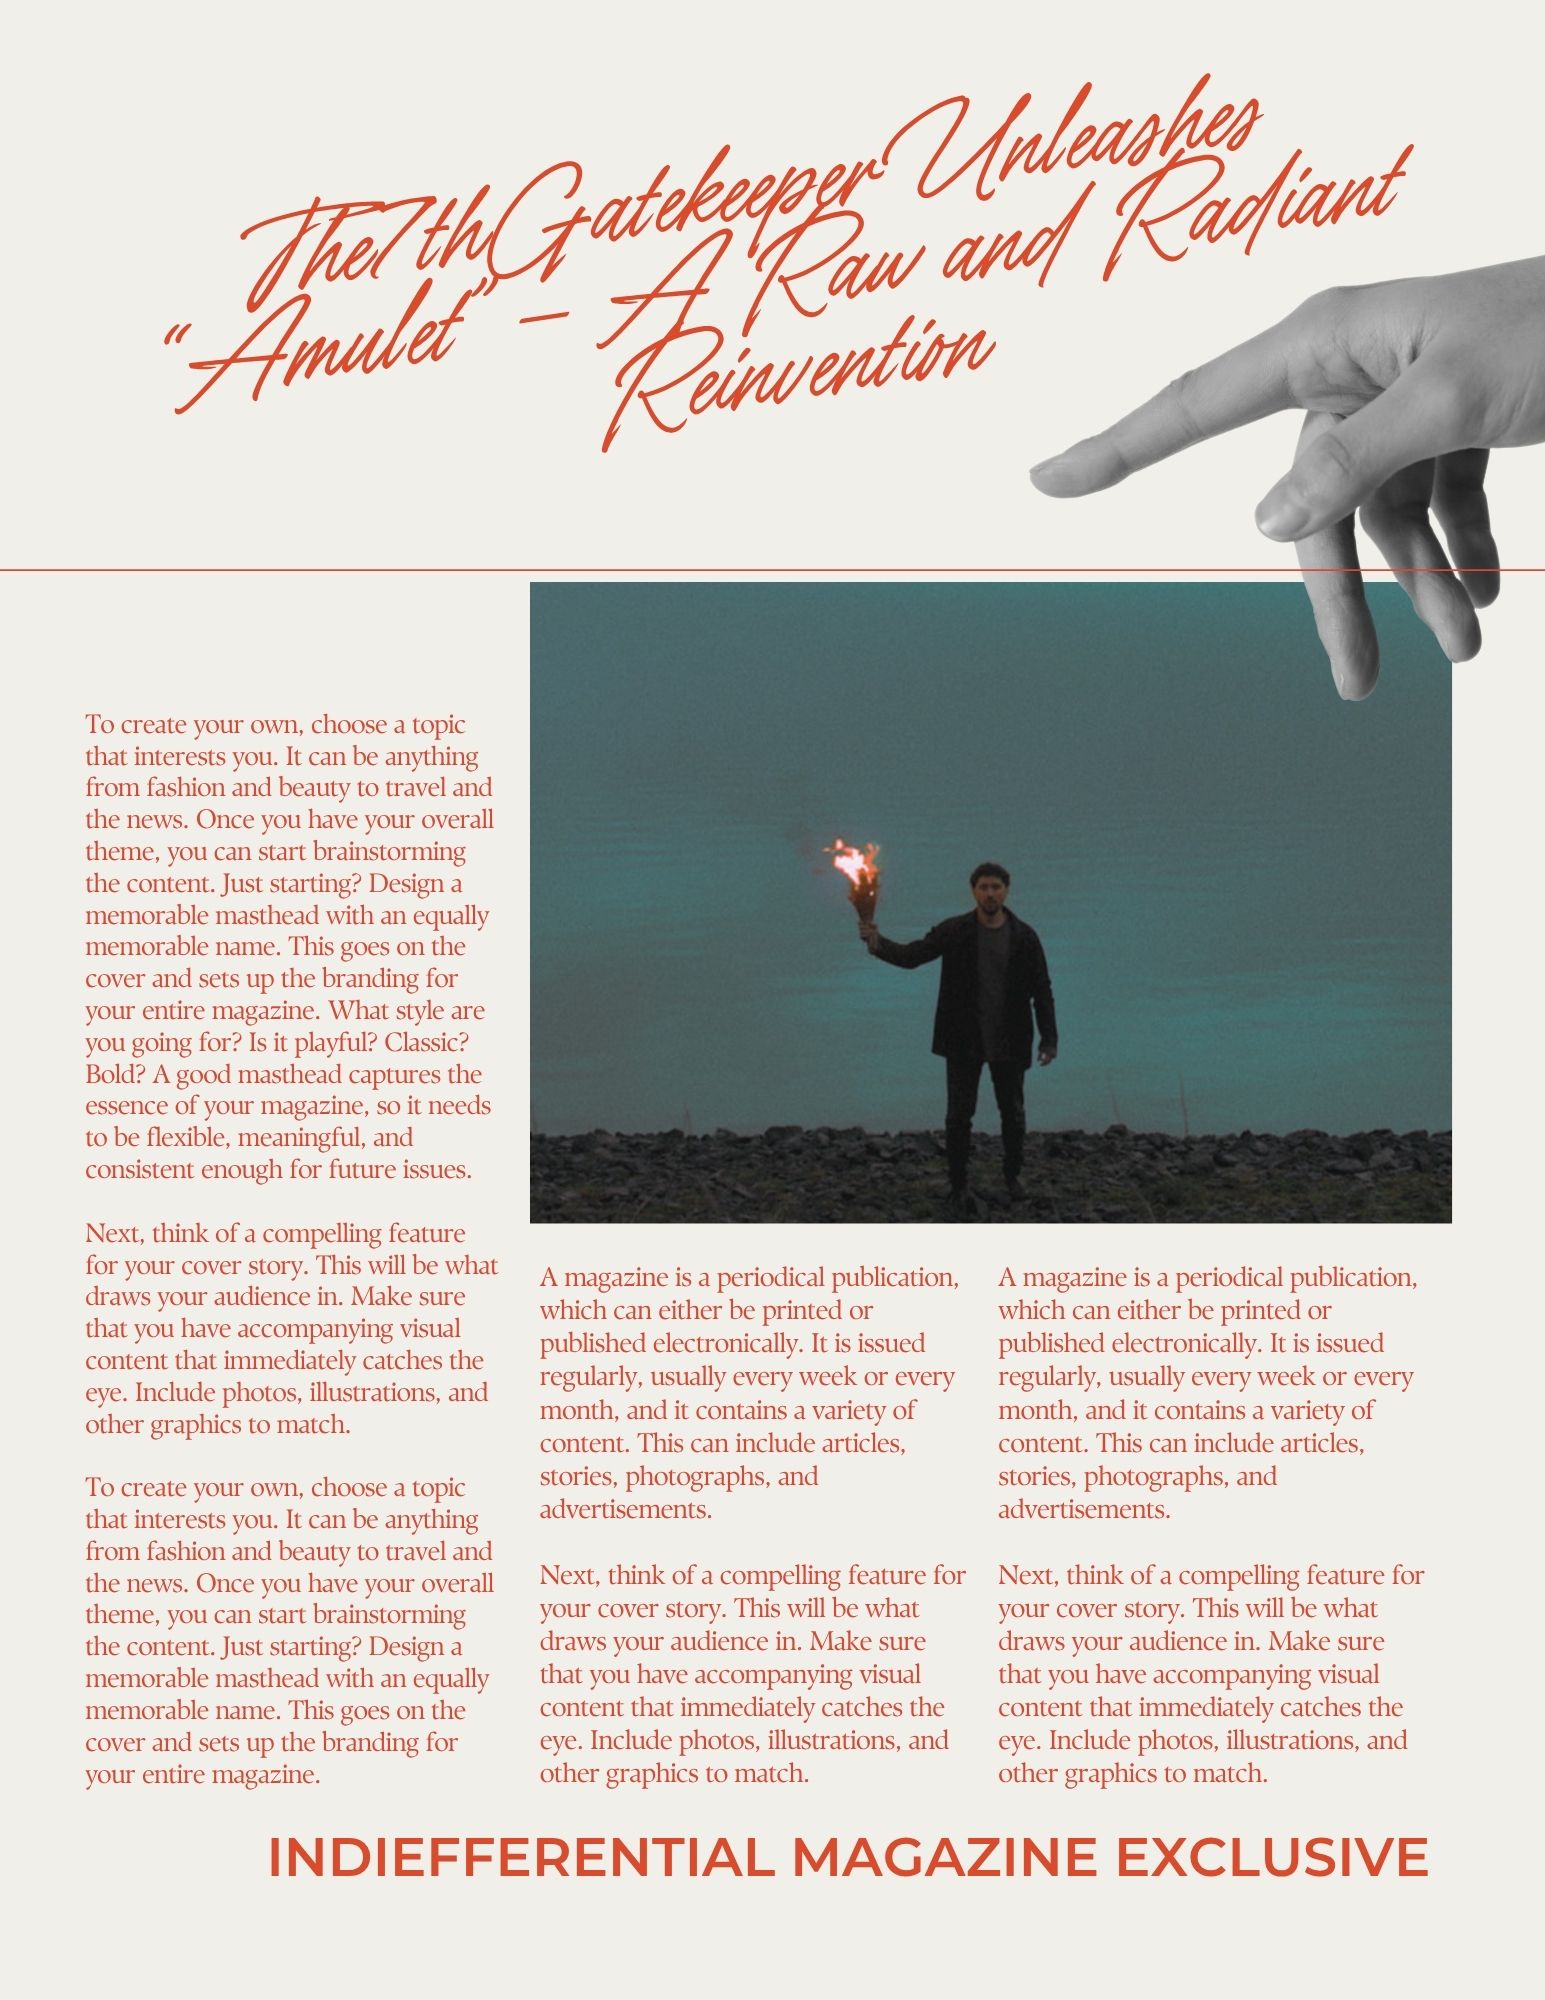 The7thGatekeeper Unleashes
“Amulet” – A Raw and Radiant
Reinvention
To create your own, choose a topic
that interests you. It can be anything
from fashion and beauty to travel and
the news. Once you have your overall
theme, you can start brainstorming
the content. Just starting? Design a
memorable masthead with an equally
memorable name. This goes on the
cover and sets up the branding for
your entire magazine. What style are
you going for? Is it playful? Classic?
Bold? A good masthead captures the
essence of your magazine, so it needs
to be flexible, meaningful, and
consistent enough for future issues.
Next, think of a compelling feature
for your cover story. This will be what
draws your audience in. Make sure
that you have accompanying visual
content that immediately catches the
eye. Include photos, illustrations, and
other graphics to match.
To create your own, choose a topic
that interests you. It can be anything
from fashion and beauty to travel and
the news. Once you have your overall
theme, you can start brainstorming
the content. Just starting? Design a
memorable masthead with an equally
memorable name. This goes on the
cover and sets up the branding for
your entire magazine.
A magazine is a periodical publication,
which can either be printed or
published electronically. It is issued
regularly, usually every week or every
month, and it contains a variety of
content. This can include articles,
stories, photographs, and
advertisements.
Next, think of a compelling feature for
your cover story. This will be what
draws your audience in. Make sure
that you have accompanying visual
content that immediately catches the
eye. Include photos, illustrations, and
other graphics to match.
A magazine is a periodical publication,
which can either be printed or
published electronically. It is issued
regularly, usually every week or every
month, and it contains a variety of
content. This can include articles,
stories, photographs, and
advertisements.
Next, think of a compelling feature for
your cover story. This will be what
draws your audience in. Make sure
that you have accompanying visual
content that immediately catches the
eye. Include photos, illustrations, and
other graphics to match.
INDIEFFERENTIAL MAGAZINE EXCLUSIVE